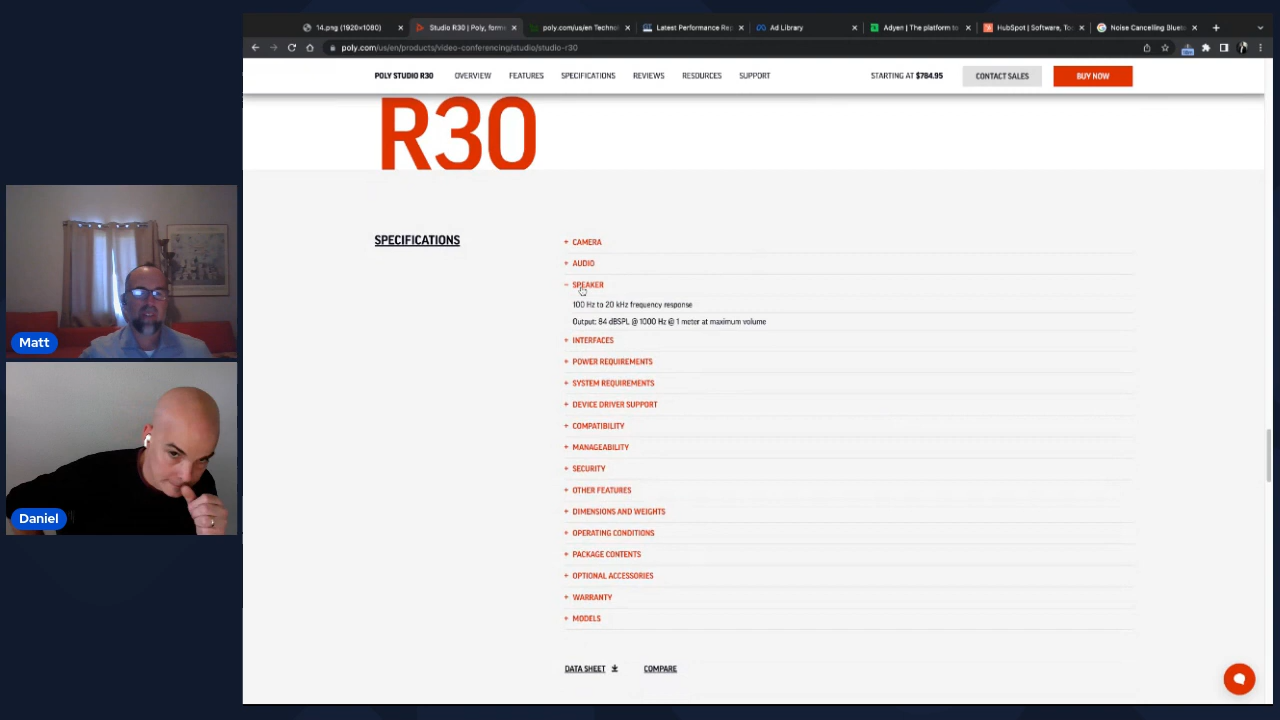 14.png (1920×1080)
Studio R30 | Poly, form
poly.com/us/en Technol
Latest Performance Rep
Ad Library
Adyen | The platform to
HubSpot | Software, To
Noise Cancelling Blueto
poly.com/us/en/products/video-conferencing/studio/studio-r30
POLY STUDIO R30
OVERVIEW
FEATURES
SPECIFICATIONS
REVIEWS
RESOURCES
SUPPORT
STARTING AT $784.95
CONTACT SALES
BUY NOW
R30
SPECIFICATIONS
+ CAMERA
+ AUDIO
− SPEAKER
100 Hz to 20 kHz frequency response
Output: 84 dBSPL @ 1000 Hz @ 1 meter at maximum volume
+ INTERFACES
+ POWER REQUIREMENTS
+ SYSTEM REQUIREMENTS
+ DEVICE DRIVER SUPPORT
+ COMPATIBILITY
+ MANAGEABILITY
+ SECURITY
+ OTHER FEATURES
+ DIMENSIONS AND WEIGHTS
+ OPERATING CONDITIONS
+ PACKAGE CONTENTS
+ OPTIONAL ACCESSORIES
+ WARRANTY
+ MODELS
DATA SHEET
COMPARE
Matt
Daniel